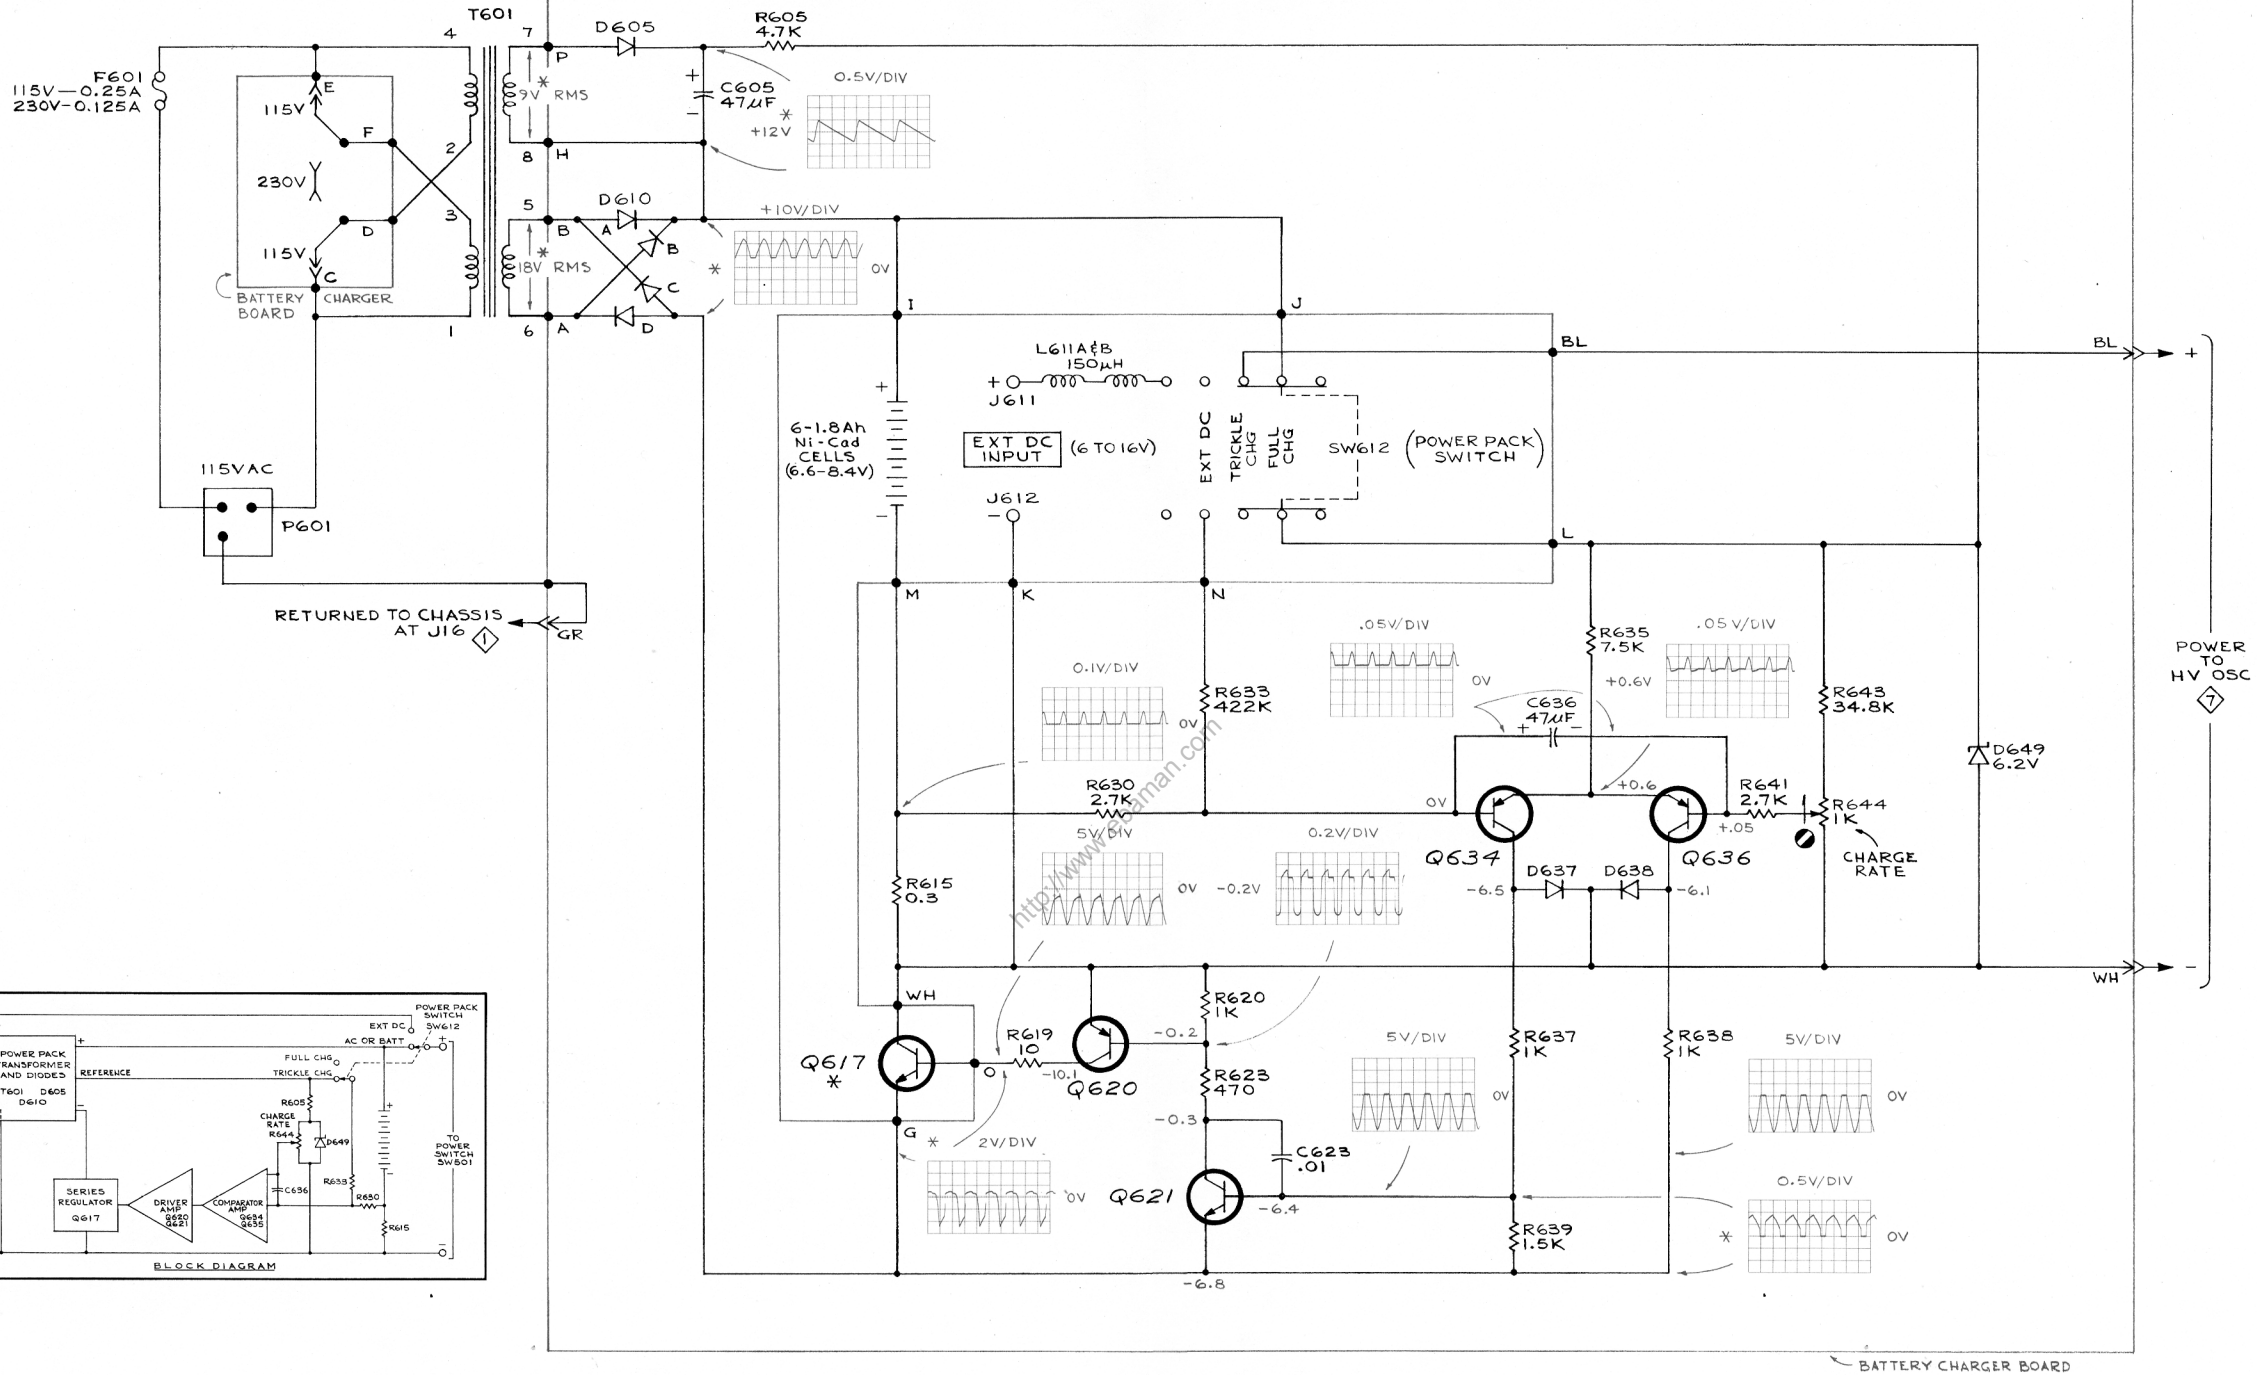 T601
4
7
P
D605
R605
4.7K
F601
115V—0.25A
230V-0.125A
E
115V
F
2
9V RMS
*
8
H
+
C605
47µF
-
*
+12V
0.5V/DIV
230V
3
D
115V
C
BATTERY CHARGER
BOARD
1
5
B
18V RMS
*
6
A
D610
A
B
C
D
+10V/DIV
*
0V
I
J
BL
BL
+
L611A&B
150µH
+
J611
EXT DC
INPUT
(6 TO 16V)
J612
-
+
6-1.8Ah
Ni-Cad
CELLS
(6.6-8.4V)
-
EXT DC
TRICKLE
CHG
FULL
CHG
SW612
(POWER PACK
SWITCH)
L
115VAC
P601
RETURNED TO CHASSIS
AT J16
1
GR
M
K
N
0.1V/DIV
0V
R633
422K
.05V/DIV
0V
R635
7.5K
.05V/DIV
+0.6V
C636
47µF
+
-
R643
34.8K
POWER
TO
HV OSC
7
D649
6.2V
R630
2.7K
0V
+0.6
R641
2.7K
+.05
R644
1K
CHARGE
RATE
Q634
Q636
http://www.ebaman.com
5V/DIV
0V
0.2V/DIV
-0.2V
R615
0.3
D637
D638
-6.5
-6.1
WH
WH
-
R620
1K
R619
10
O
-10.1
-0.2
Q617
*
Q620
R623
470
R637
1K
R638
1K
5V/DIV
0V
5V/DIV
0V
G
*
2V/DIV
0V
-0.3
C623
.01
Q621
-6.4
R639
1.5K
0.5V/DIV
*
0V
-6.8
BATTERY CHARGER BOARD
POWER PACK
SWITCH
SW612
EXT DC
AC OR BATT
FULL CHG
TRICKLE CHG
POWER PACK
TRANSFORMER
AND DIODES
T601 D605
D610
+
-
REFERENCE
R605
CHARGE
RATE
R644
D649
R633
R630
R615
C636
+
-
+
-
TO
POWER
SWITCH
SW501
SERIES
REGULATOR
Q617
DRIVER
AMP
Q620
Q621
COMPARATOR
AMP
Q634
Q635
BLOCK DIAGRAM